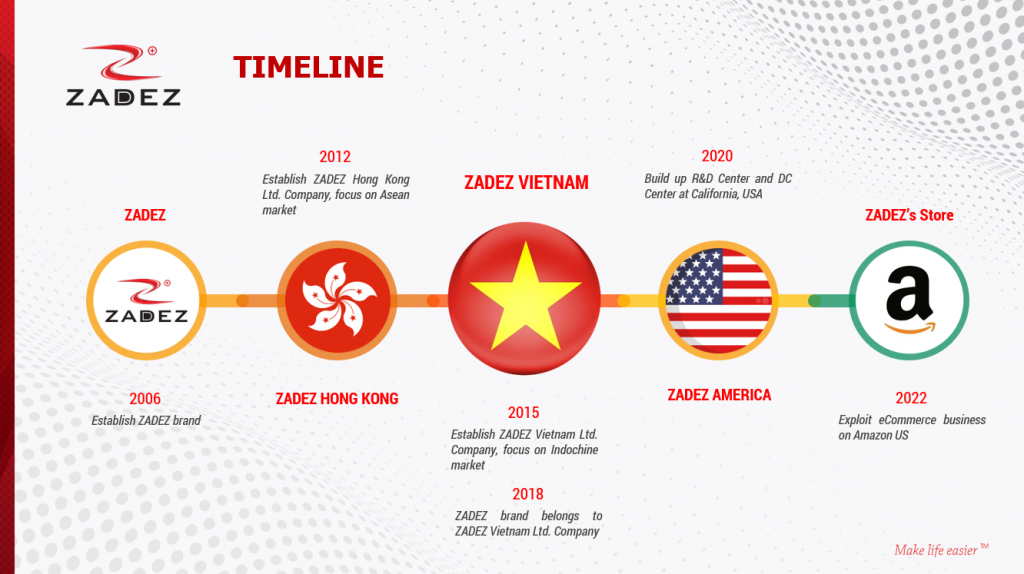 ZADEZ
TIMELINE
ZADEZ
ZADEZ
2006
Establish ZADEZ brand
2012
Establish ZADEZ Hong Kong
Ltd. Company, focus on Asean
market
ZADEZ HONG KONG
ZADEZ VIETNAM
2015
Establish ZADEZ Vietnam Ltd.
Company, focus on Indochine
market
2018
ZADEZ brand belongs to
ZADEZ Vietnam Ltd. Company
2020
Build up R&D Center and DC
Center at California, USA
ZADEZ AMERICA
ZADEZ's Store
a
2022
Exploit eCommerce business
on Amazon US
Make life easier ™